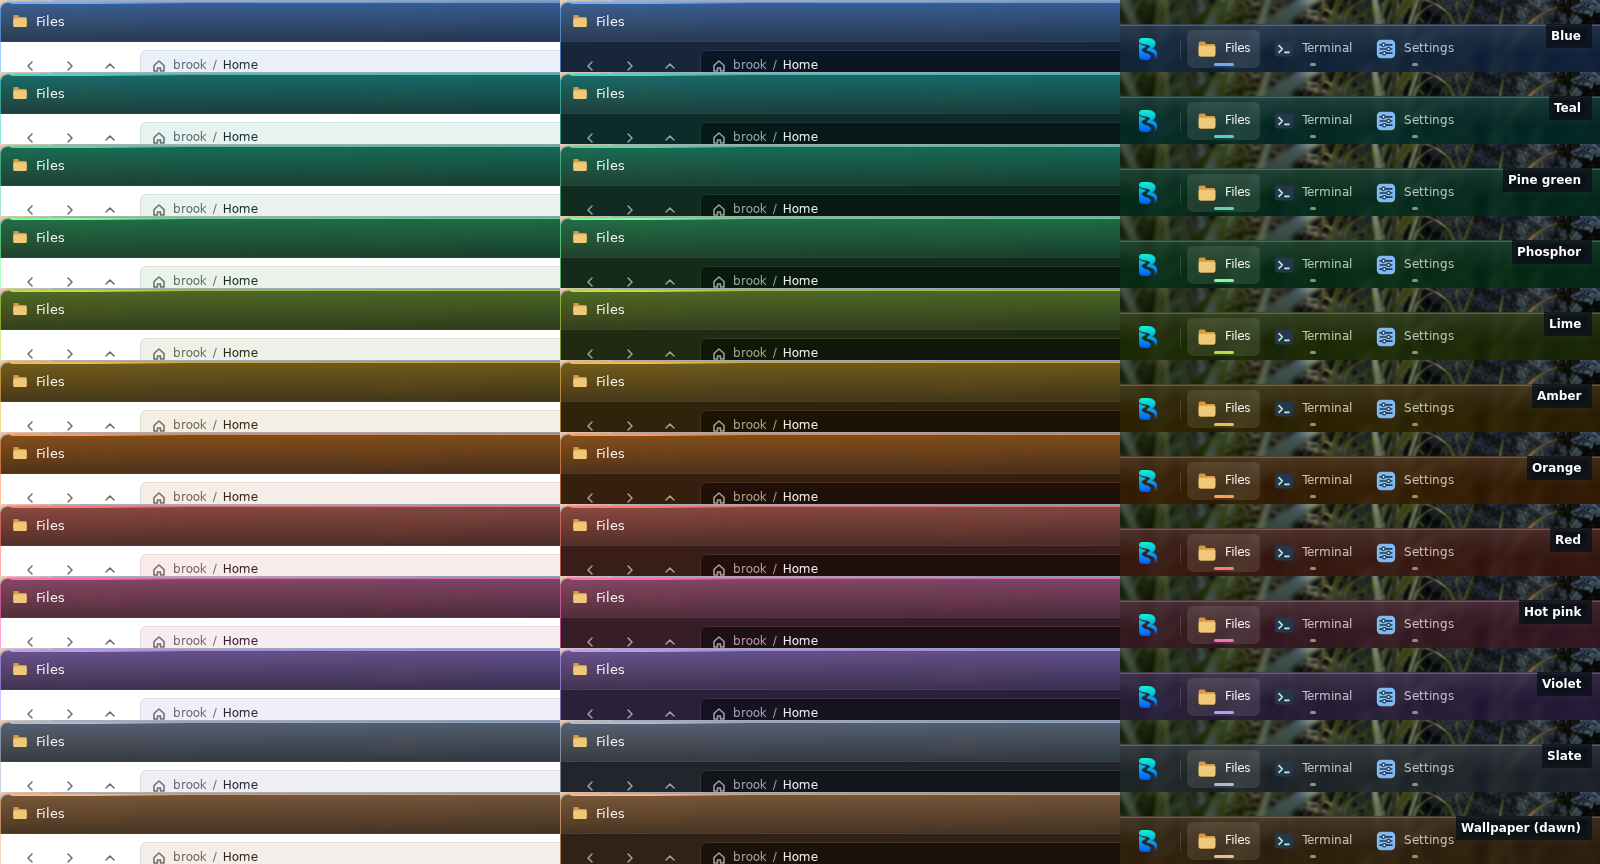 Files Files Blue
brook / Home brook / Home Files Terminal Settings
Files Files Teal
brook / Home brook / Home Files Terminal Settings
Files Files Pine green
brook / Home brook / Home Files Terminal Settings
Files Files Phosphor
brook / Home brook / Home Files Terminal Settings
Files Files Lime
brook / Home brook / Home Files Terminal Settings
Files Files Amber
brook / Home brook / Home Files Terminal Settings
Files Files Orange
brook / Home brook / Home Files Terminal Settings
Files Files Red
brook / Home brook / Home Files Terminal Settings
Files Files Hot pink
brook / Home brook / Home Files Terminal Settings
Files Files Violet
brook / Home brook / Home Files Terminal Settings
Files Files Slate
brook / Home brook / Home Files Terminal Settings
Files Files Wallpaper (dawn)
brook / Home brook / Home Files Terminal Settings